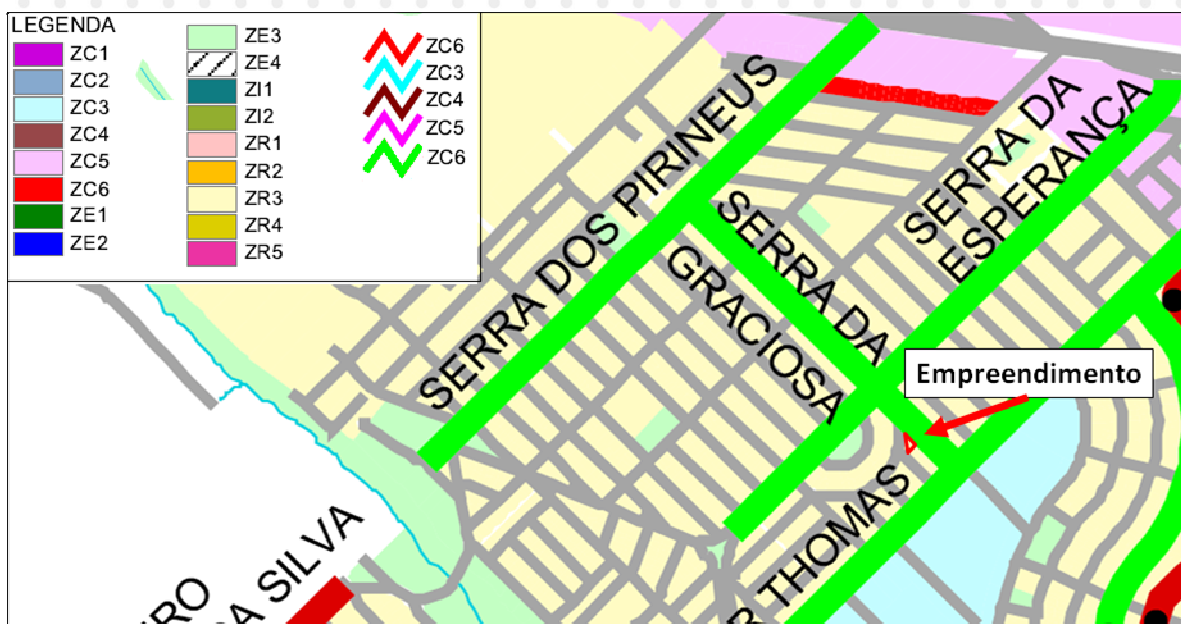 LEGENDA
ZC1
ZC2
ZC3
ZC4
ZC5
ZC6
ZE1
ZE2
ZE3
ZE4
ZI1
ZI2
ZR1
ZR2
ZR3
ZR4
ZR5
ZC6
ZC3
ZC4
ZC5
ZC6
SERRA DOS PIRINEUS
SERRA DA
GRACIOSA
SERRA DA
ESPERANÇA
Empreendimento
R THOMAS
IRO
A SILVA